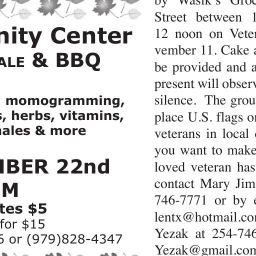 nity Center
ALE & BBQ
momogramming,
s, herbs, vitamins,
nales & more
MBER 22nd
M
tes $5
for $15
6 or (979)828-4347
by Wasik's Groc
Street between 1
12 noon on Veter
vember 11. Cake a
be provided and a
present will observ
silence. The grou
place U.S. flags or
veterans in local c
you want to make
loved veteran has
contact Mary Jim
746-7771 or by e
lentx@hotmail.co
Yezak at 254-746
Yezak@gmail.com